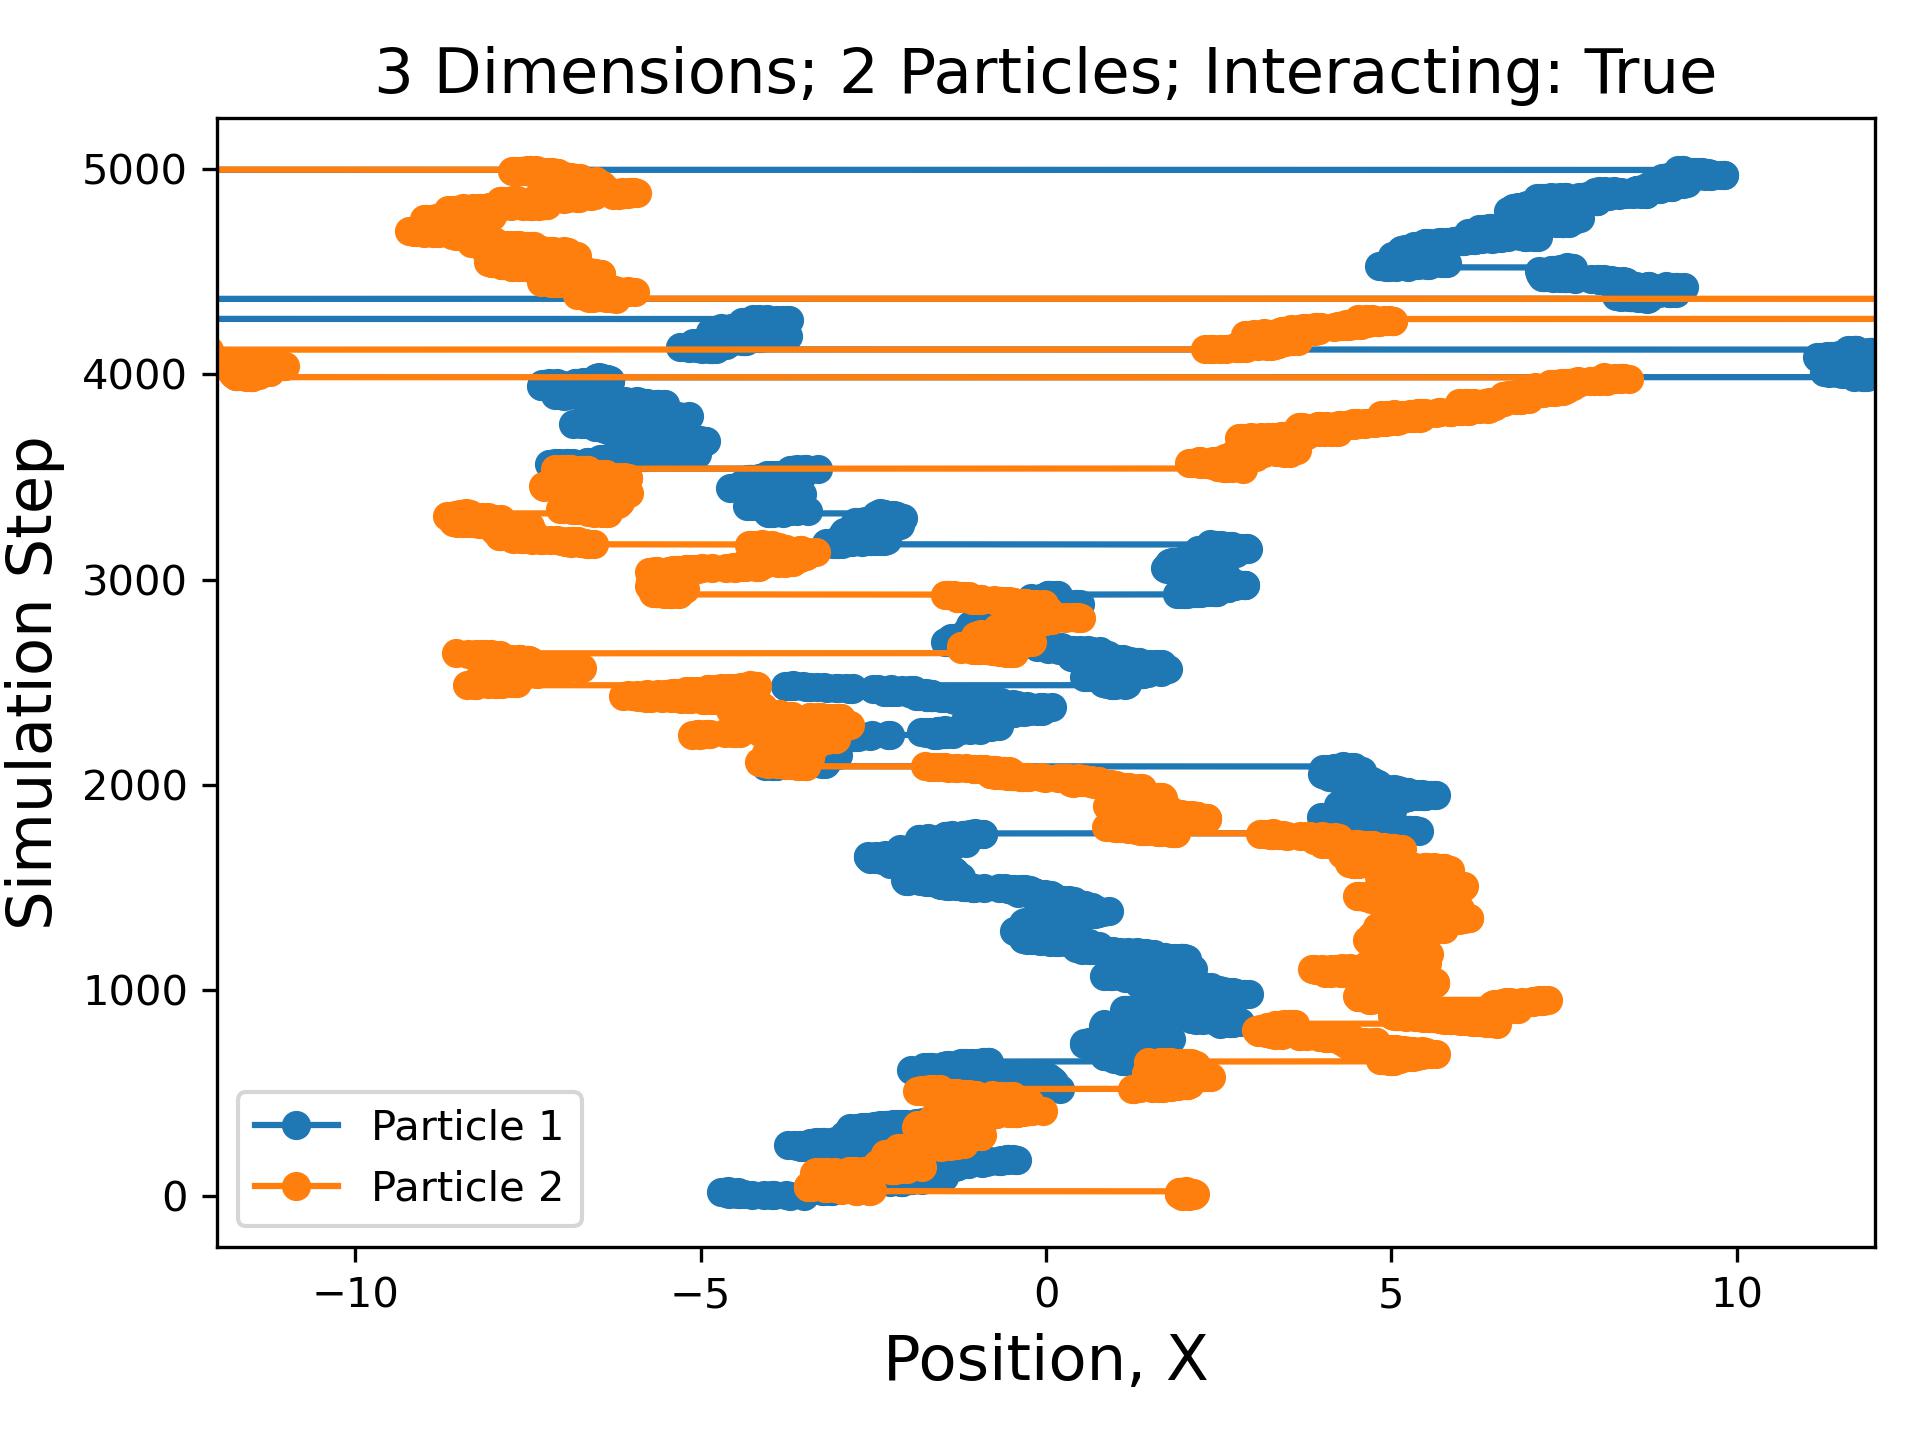 3 Dimensions; 2 Particles; Interacting: True
Simulation Step
5000
4000
3000
2000
1000
0
Particle 1
Particle 2
−10
−5
0
5
10
Position, X